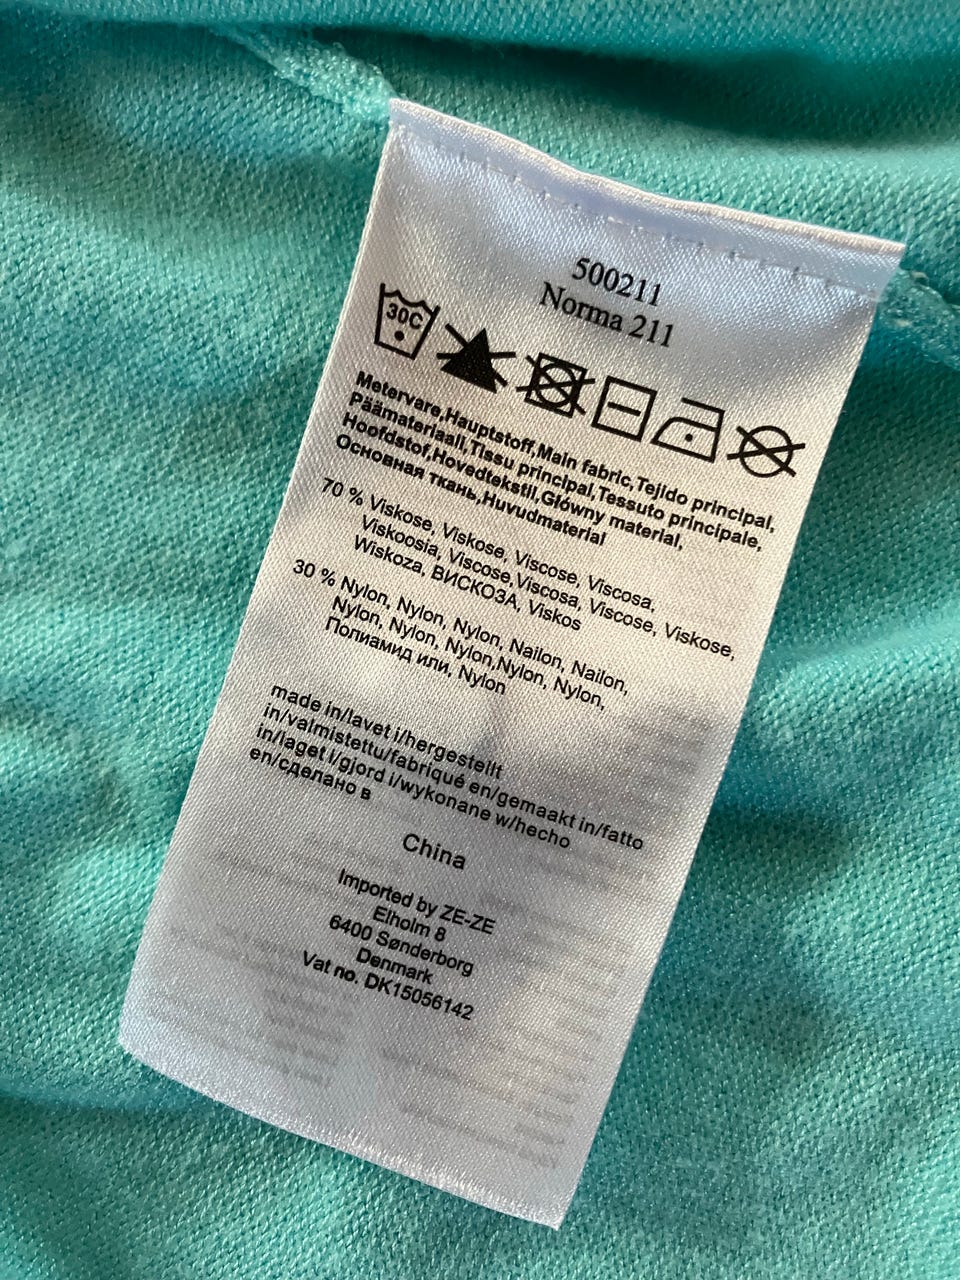 500211
Norma 211
30C
Metervare,Hauptstoff,Main fabric,Tejido principal,
Päämateriaali,Tissu principal,Tessuto principale,
Hoofdstof,Hovedtekstil,Główny material,
Основная ткань,Huvudmaterial
70 % Viskose, Viskose, Viscose, Viscosa,
Viskoosia, Viscose,Viscosa, Viscose, Viskose,
Wiskoza, ВИСКОЗА, Viskos
30 % Nylon, Nylon, Nylon, Nailon, Nailon,
Nylon, Nylon, Nylon,Nylon, Nylon,
Полиамид или, Nylon
made in/lavet i/hergestellt
in/valmistettu/fabriqué en/gemaakt in/fatto
in/laget i/gjord i/wykonane w/hecho
en/сделано в
China
Imported by ZE-ZE
Elholm 8
6400 Sønderborg
Denmark
Vat no. DK15056142